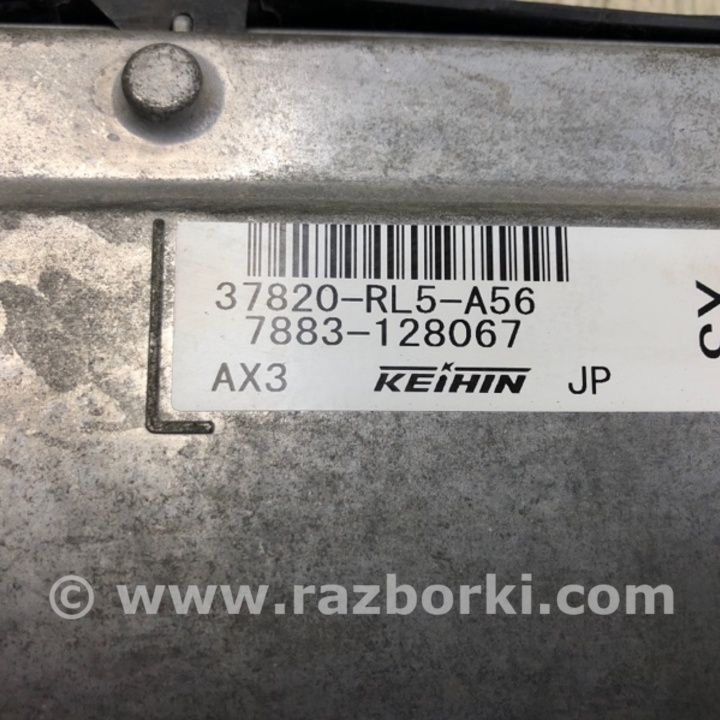 37820-RL5-A56
7883-128067
AX3 KEIHIN JP
© www.razborki.com